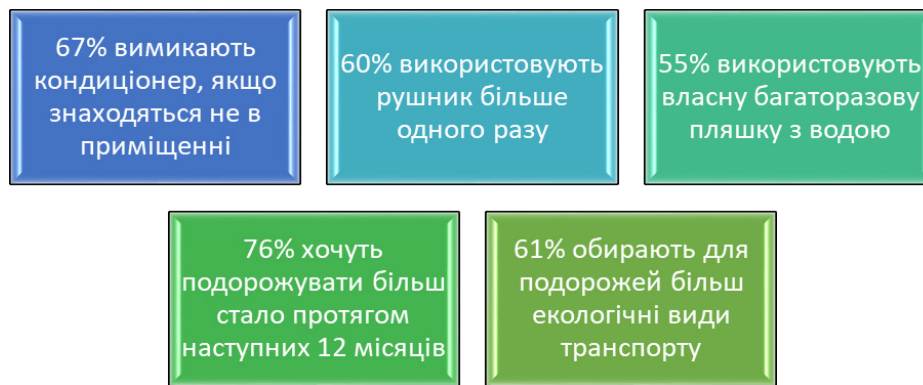 67% вимикають
кондиціонер, якщо
знаходяться не в
приміщенні
60% використовують
рушник більше
одного разу
55% використовують
власну багаторазову
пляшку з водою
76% хочуть
подорожувати більш
стало протягом
наступних 12 місяців
61% обирають для
подорожей більш
екологічні види
транспорту